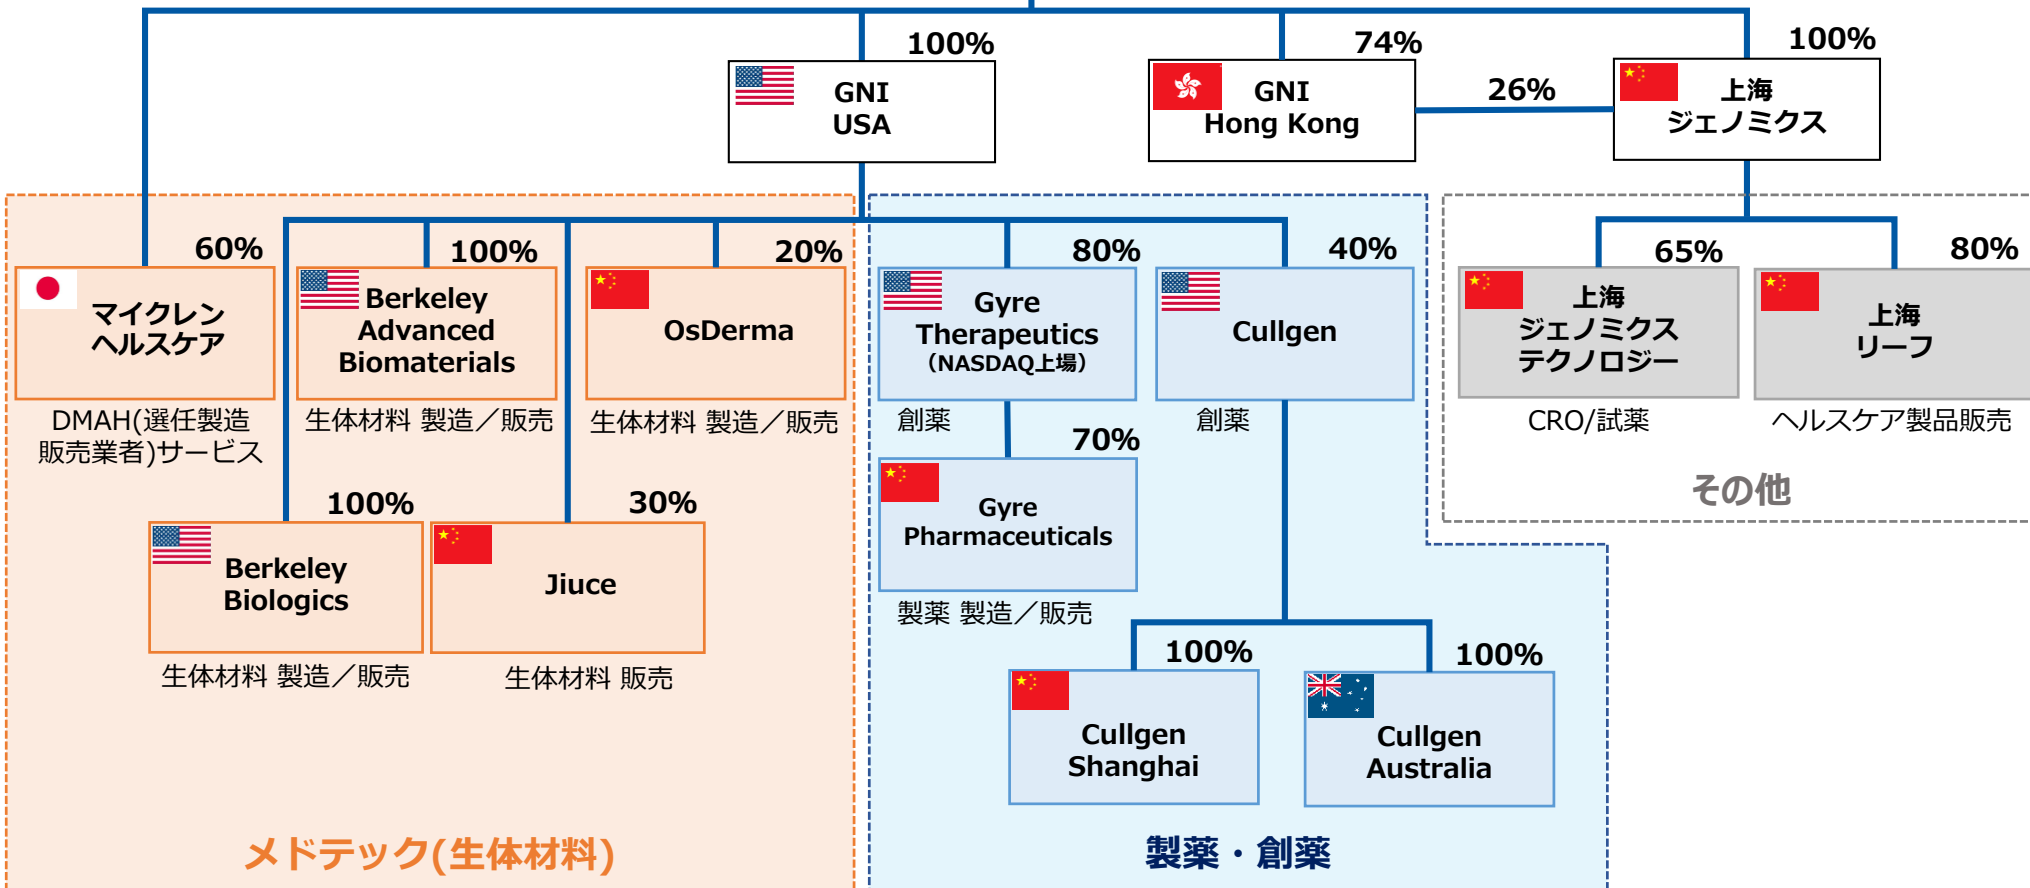 100%
GNI
USA
74%
GNI
Hong Kong
26%
100%
上海
ジェノミクス
60%
マイクレン
ヘルスケア
DMAH(選任製造
販売業者)サービス
100%
Berkeley
Advanced
Biomaterials
生体材料 製造／販売
20%
OsDerma
生体材料 製造／販売
100%
Berkeley
Biologics
生体材料 製造／販売
30%
Jiuce
生体材料 販売
メドテック(生体材料)
80%
Gyre
Therapeutics
（NASDAQ上場）
創薬
40%
Cullgen
創薬
70%
Gyre
Pharmaceuticals
製薬 製造／販売
100%
Cullgen
Shanghai
100%
Cullgen
Australia
製薬・創薬
65%
上海
ジェノミクス
テクノロジー
CRO/試薬
80%
上海
リーフ
ヘルスケア製品販売
その他